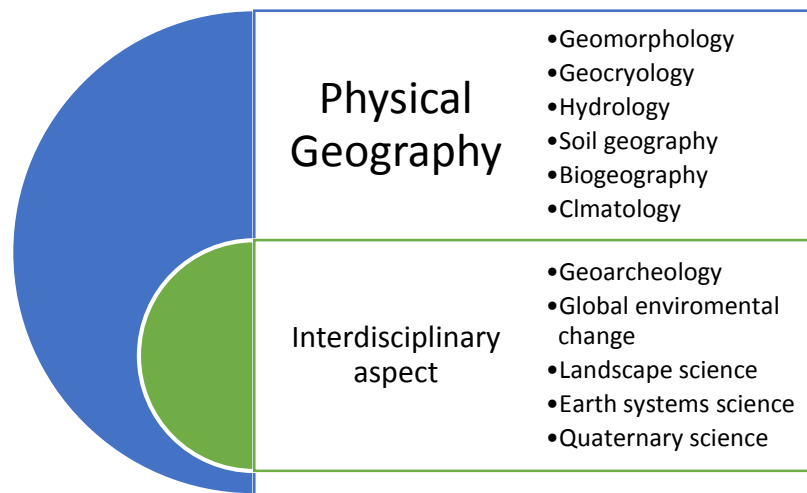 Physical
Geography
•Geomorphology
•Geocryology
•Hydrology
•Soil geography
•Biogeography
•Clmatology
Interdisciplinary
aspect
•Geoarcheology
•Global enviromental
change
•Landscape science
•Earth systems science
•Quaternary science